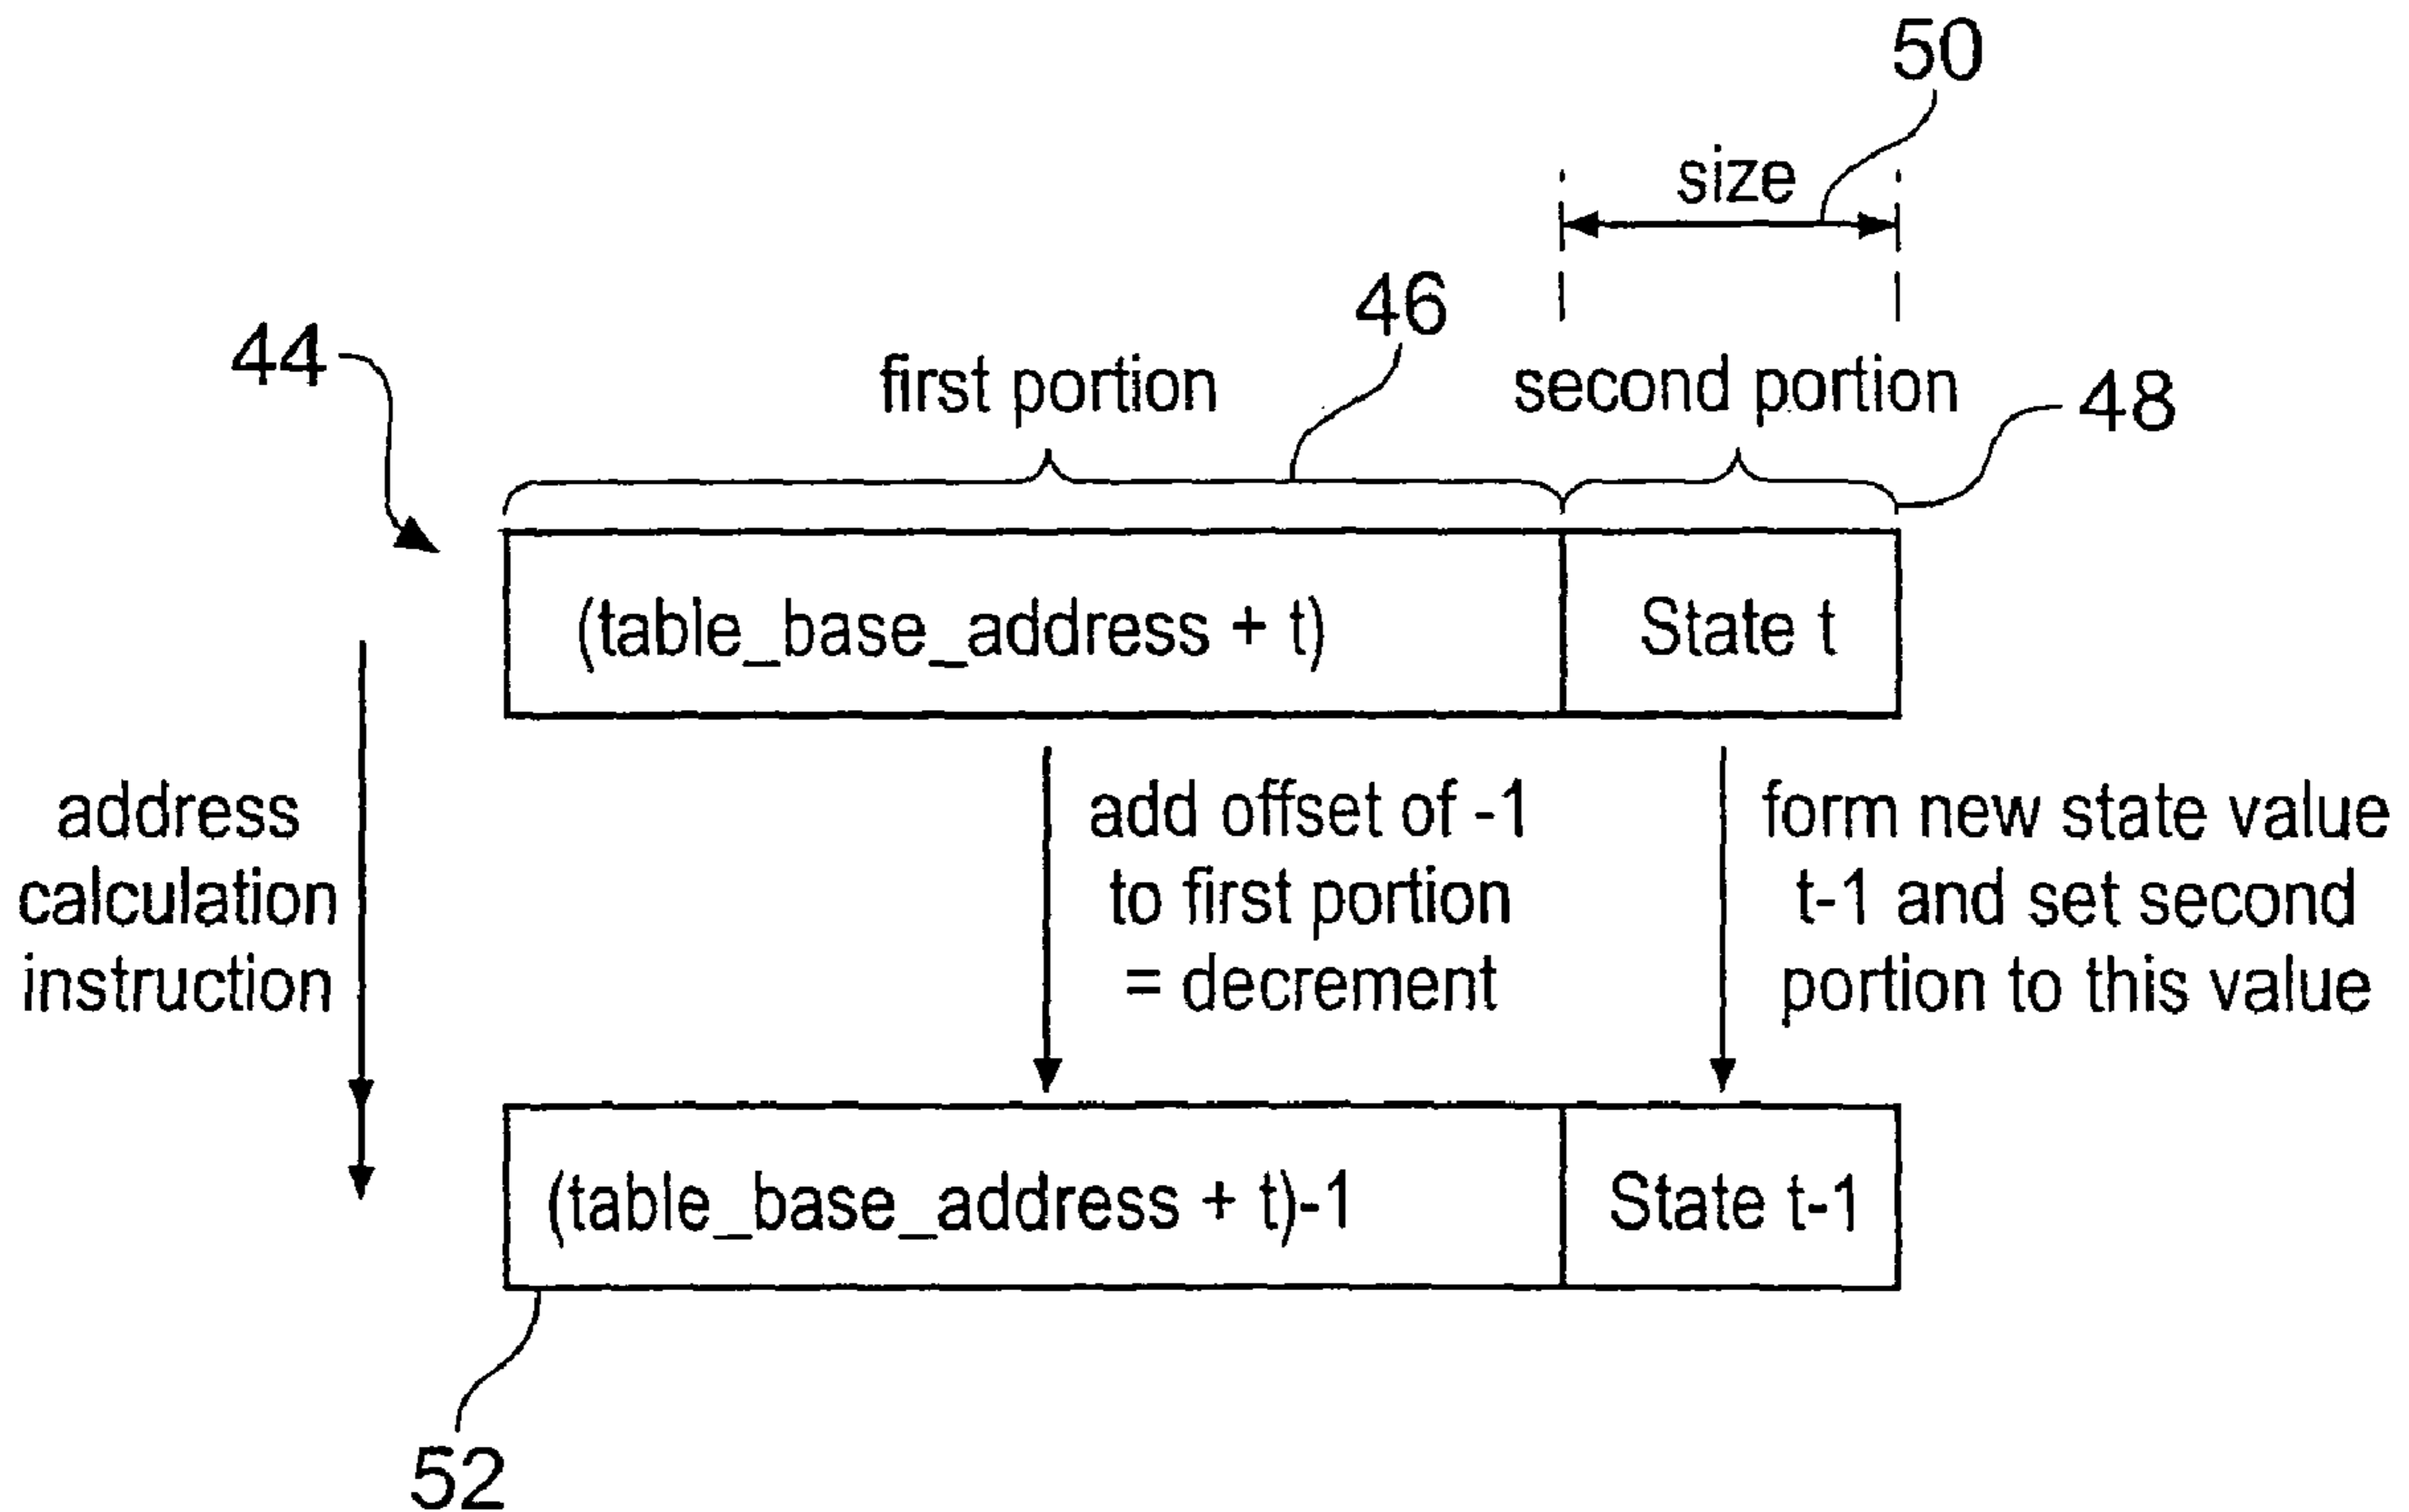 50
size
46
44
first portion
second portion
48
(table_base_address + t)
State t
address
calculation
instruction
add offset of -1
to first portion
= decrement
form new state value
t-1 and set second
portion to this value
(table_base_address + t)-1
State t-1
52